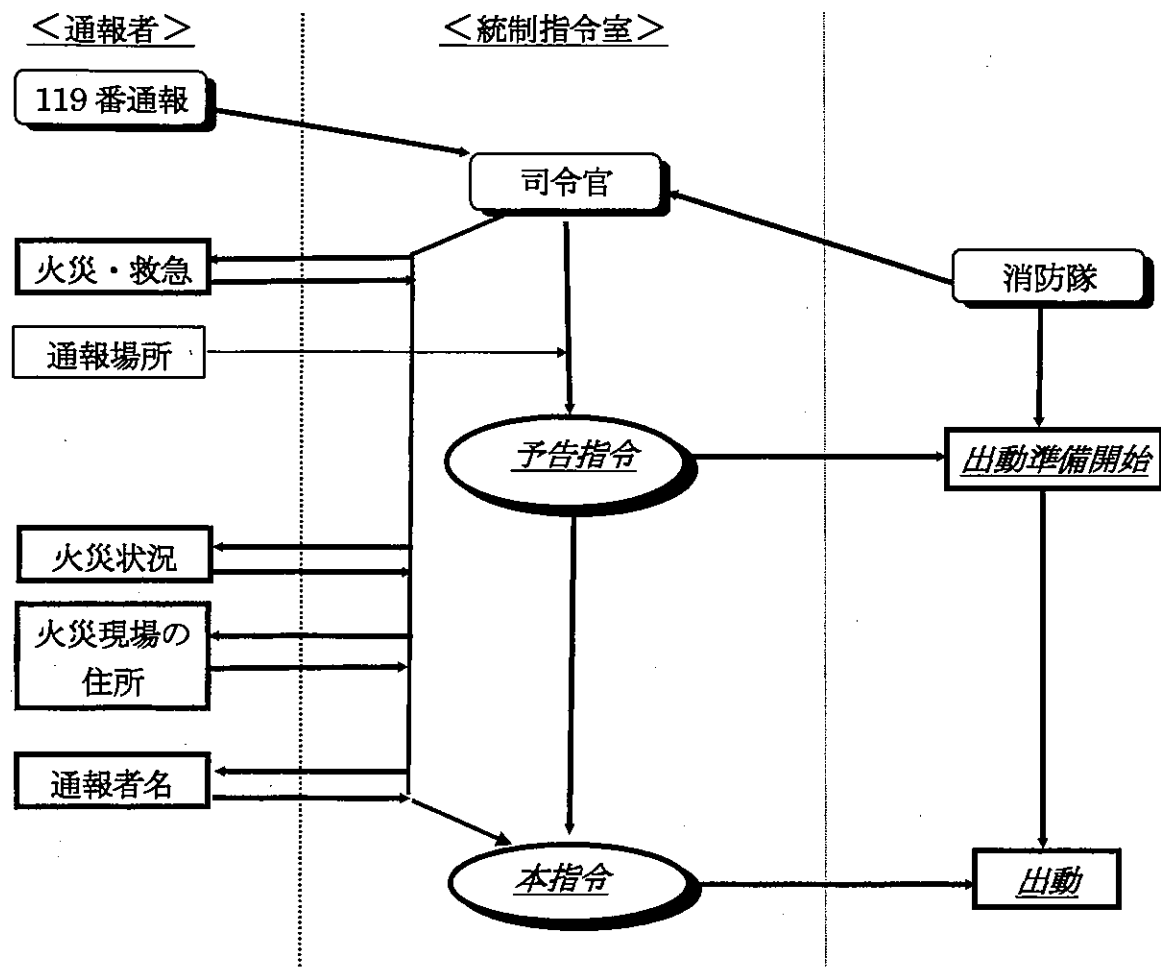 ＜通報者＞
＜統制指令室＞
119番通報
司令官
火災・救急
消防隊
通報場所
予告指令
出動準備開始
火災状況
火災現場の
住所
通報者名
本指令
出動